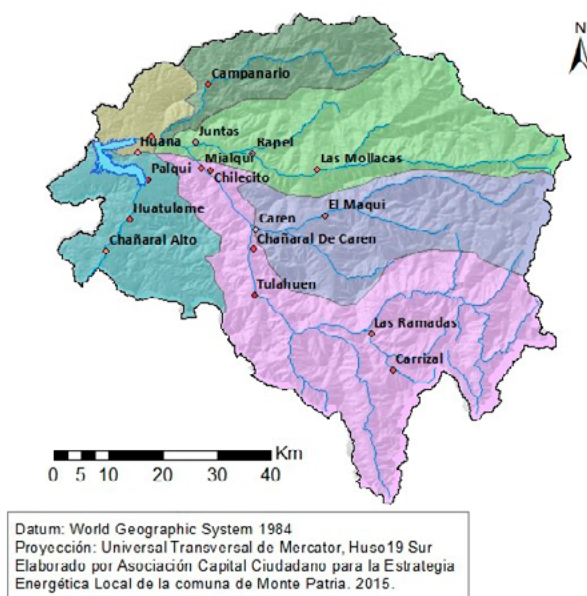 N
Campanario
Huana
Juntas
Rapel
Mialqui
Las Mollacas
Palqui
Chilecito
Huatulame
El Maqui
Caren
Chañaral Alto
Chañaral De Caren
Tulahuen
Las Ramadas
Carrizal
Km
0 5 10 20 30 40
Datum: World Geographic System 1984
Proyección: Universal Transversal de Mercator, Huso19 Sur
Elaborado por Asociación Capital Ciudadano para la Estrategia
Energética Local de la comuna de Monte Patria. 2015.